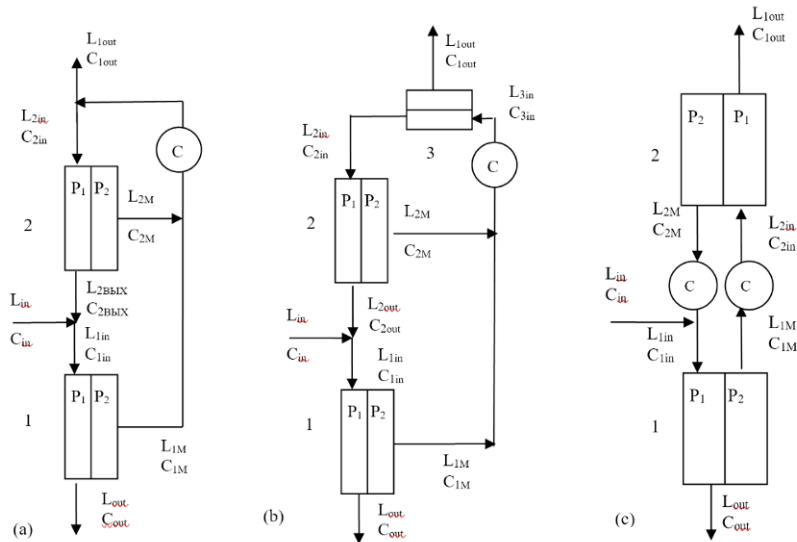 L1out
C1out
L2in
C2in
C
P1 P2
2
L2M
C2M
L2ВЫХ
C2ВЫХ
Lin
Cin
L1in
C1in
P1 P2
1
L1M
C1M
Lout
Cout
(a)
L1out
C1out
L3in
C3in
L2in
C2in
3
C
P1 P2
2
L2M
C2M
L2out
C2out
Lin
Cin
L1in
C1in
P1 P2
1
L1M
C1M
Lout
Cout
(b)
L1out
C1out
P2 P1
2
L2M
C2M
L2in
C2in
Lin
Cin
C C
L1in
C1in
L1M
C1M
P1 P2
1
Lout
Cout
(c)